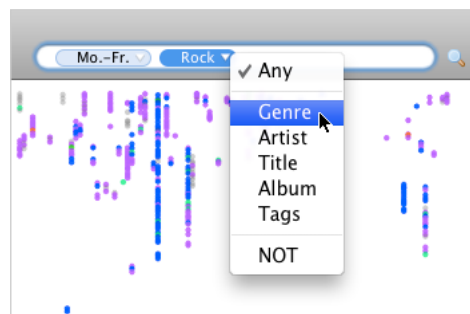 Mo.–Fr. Rock
Any
Genre
Artist
Title
Album
Tags
NOT